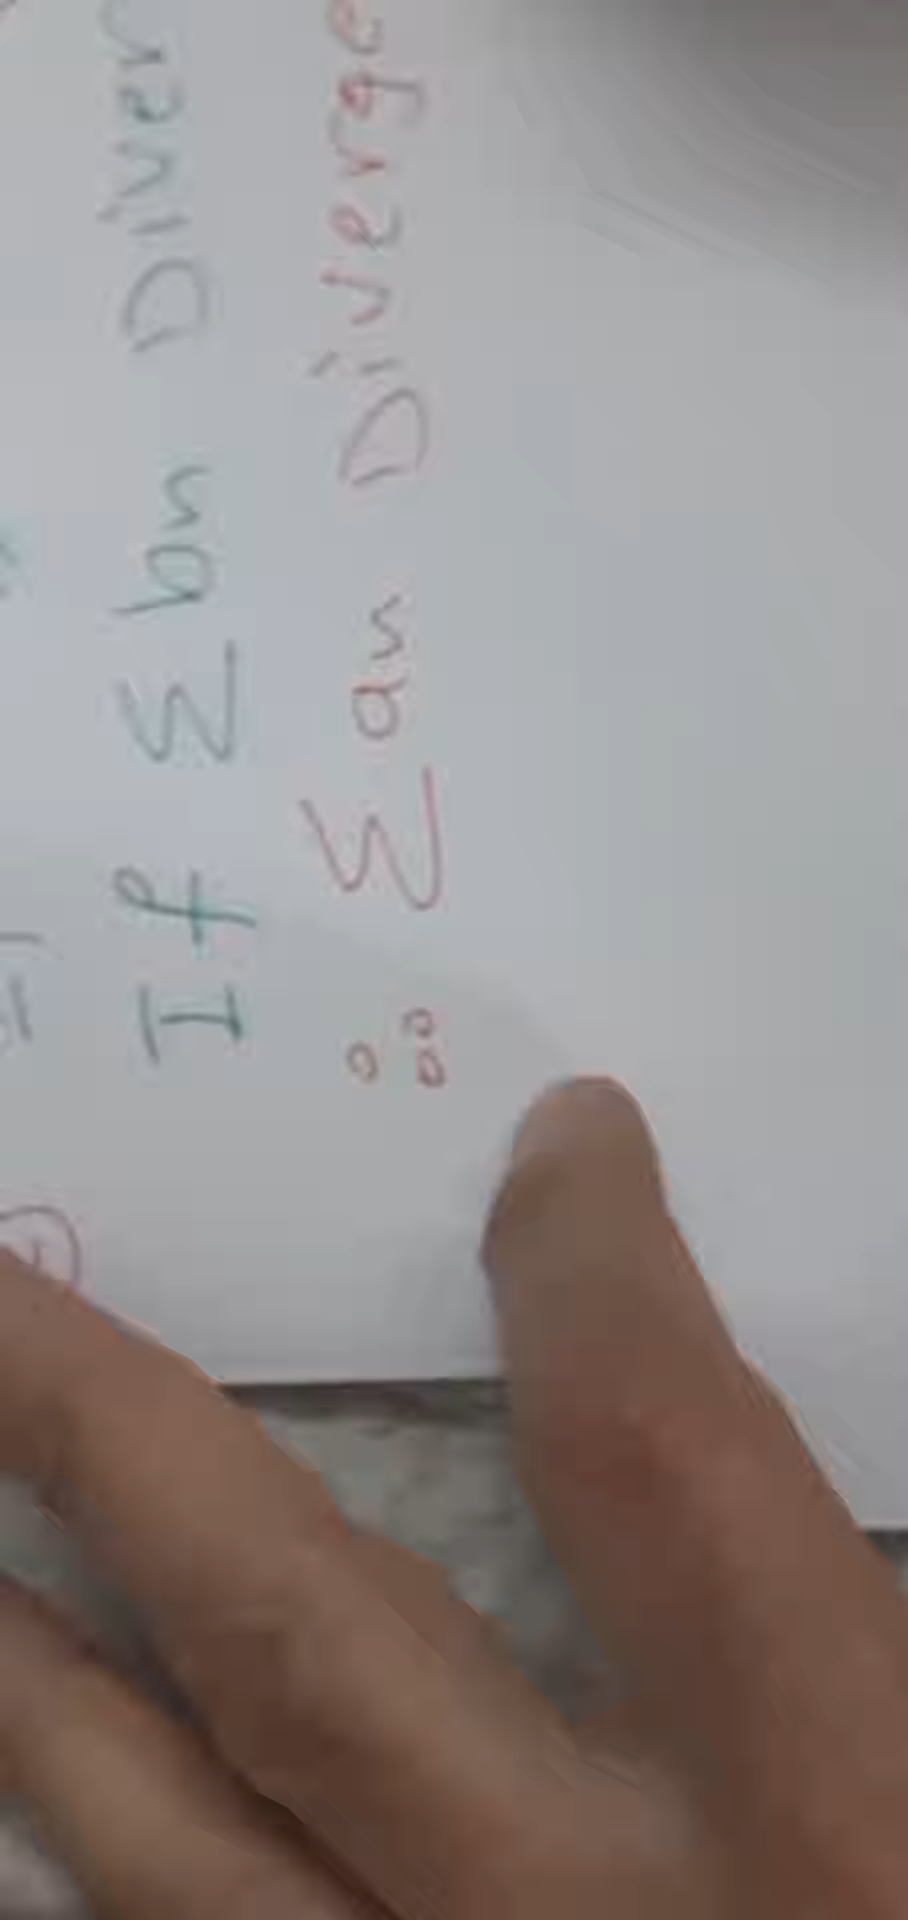 If Σ bn Diver
∴ Σ an Diverge